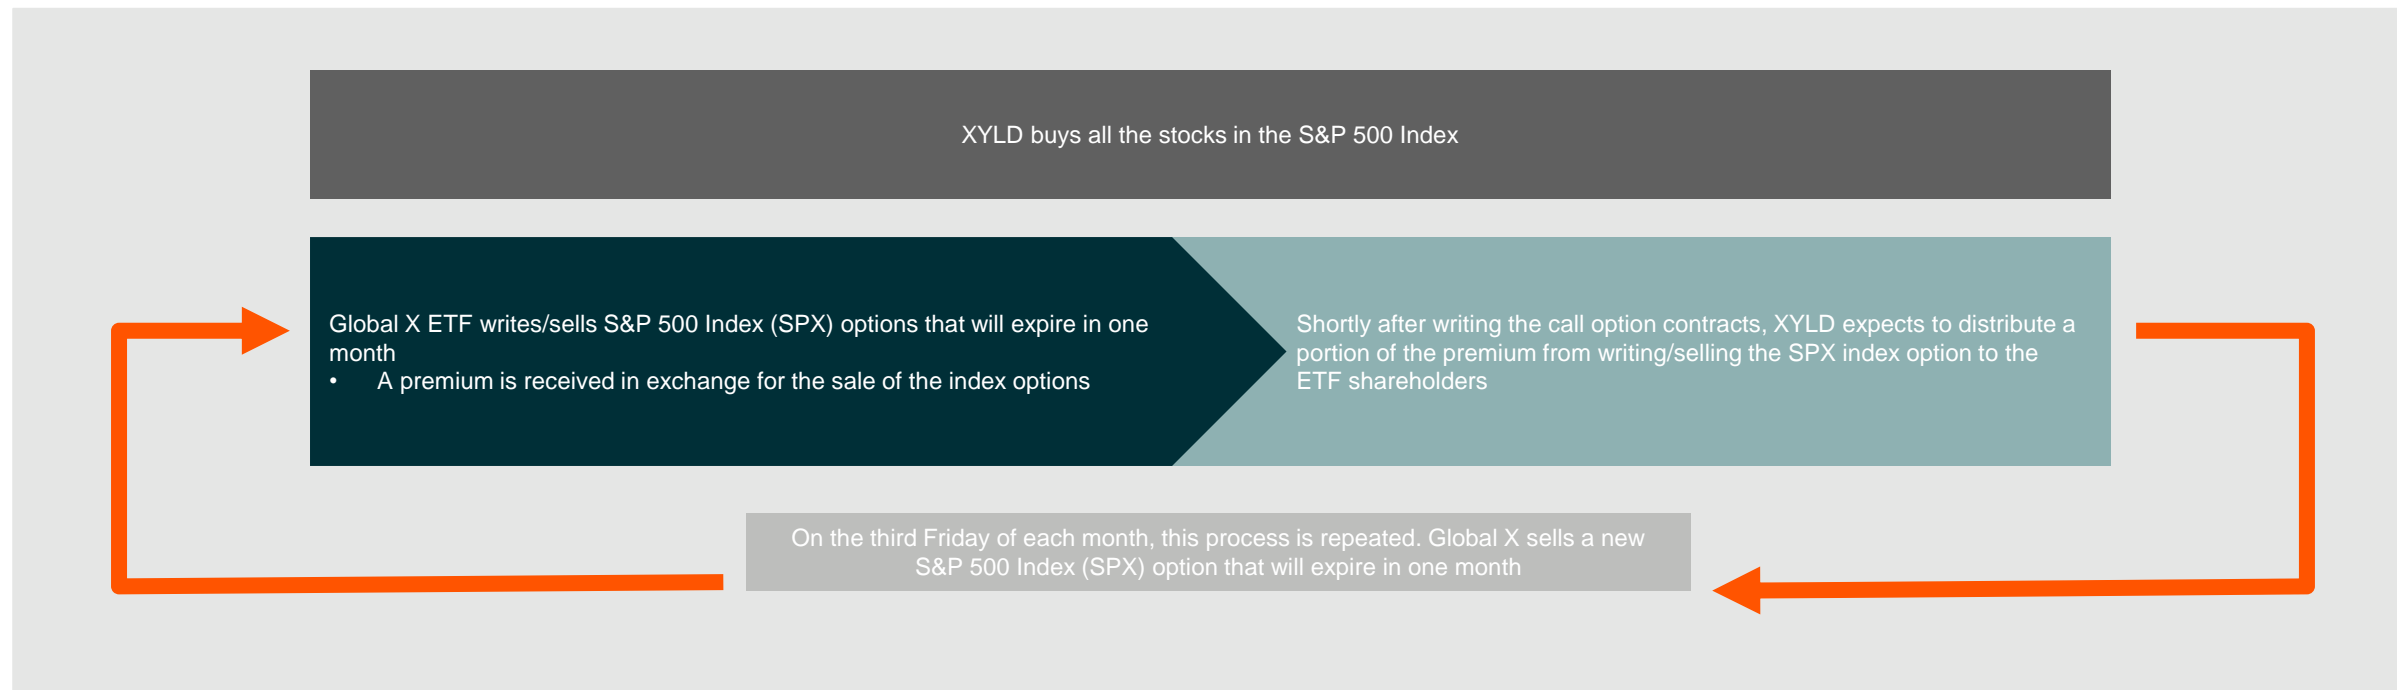 XYLD buys all the stocks in the S&P 500 Index
Global X ETF writes/sells S&P 500 Index (SPX) options that will expire in one
month
• A premium is received in exchange for the sale of the index options
Shortly after writing the call option contracts, XYLD expects to distribute a
portion of the premium from writing/selling the SPX index option to the
ETF shareholders
On the third Friday of each month, this process is repeated. Global X sells a new
S&P 500 Index (SPX) option that will expire in one month